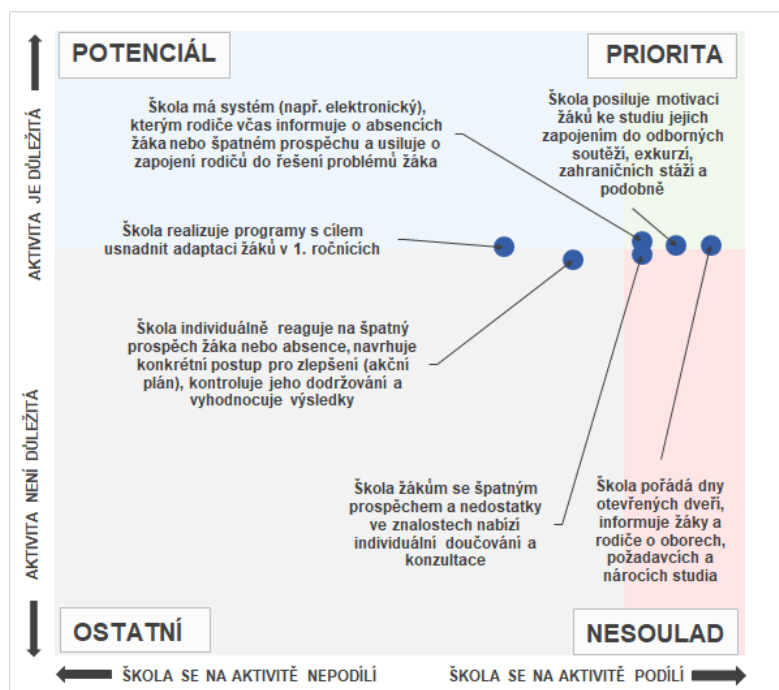 POTENCIÁL
PRIORITA
Škola má systém (např. elektronický),
kterým rodiče včas informuje o absencích
žáka nebo špatném prospěchu a usiluje o
zapojení rodičů do řešení problémů žáka
Škola posiluje motivaci
žáků ke studiu jejich
zapojením do odborných
soutěží, exkurzí,
zahraničních stáží a
podobně
Škola realizuje programy s cílem
usnadnit adaptaci žáků v 1. ročnících
Škola individuálně reaguje na špatný
prospěch žáka nebo absence, navrhuje
konkrétní postup pro zlepšení (akční
plán), kontroluje jeho dodržování a
vyhodnocuje výsledky
Škola žákům se špatným
prospěchem a nedostatky
ve znalostech nabízí
individuální doučování a
konzultace
Škola pořádá dny
otevřených dveří,
informuje žáky a
rodiče o oborech,
požadavcích a
nárocích studia
OSTATNÍ
NESOULAD
AKTIVITA JE DŮLEŽITÁ
AKTIVITA NENÍ DŮLEŽITÁ
ŠKOLA SE NA AKTIVITĚ NEPODÍLÍ
ŠKOLA SE NA AKTIVITĚ PODÍLÍ